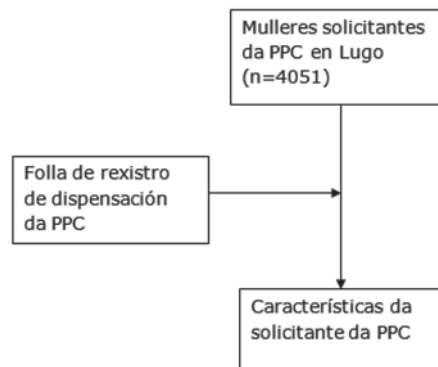 Mulleres solicitantes
da PPC en Lugo
(n=4051)
Folla de rexistro
de dispensación
da PPC
Características da
solicitante da PPC